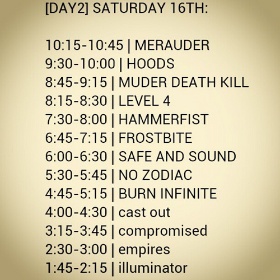 [DAY2] SATURDAY 16TH:
10:15-10:45 | MERAUDER
9:30-10:00 | HOODS
8:45-9:15 | MUDER DEATH KILL
8:15-8:30 | LEVEL 4
7:30-8:00 | HAMMERFIST
6:45-7:15 | FROSTBITE
6:00-6:30 | SAFE AND SOUND
5:30-5:45 | NO ZODIAC
4:45-5:15 | BURN INFINITE
4:00-4:30 | cast out
3:15-3:45 | compromised
2:30-3:00 | empires
1:45-2:15 | illuminator